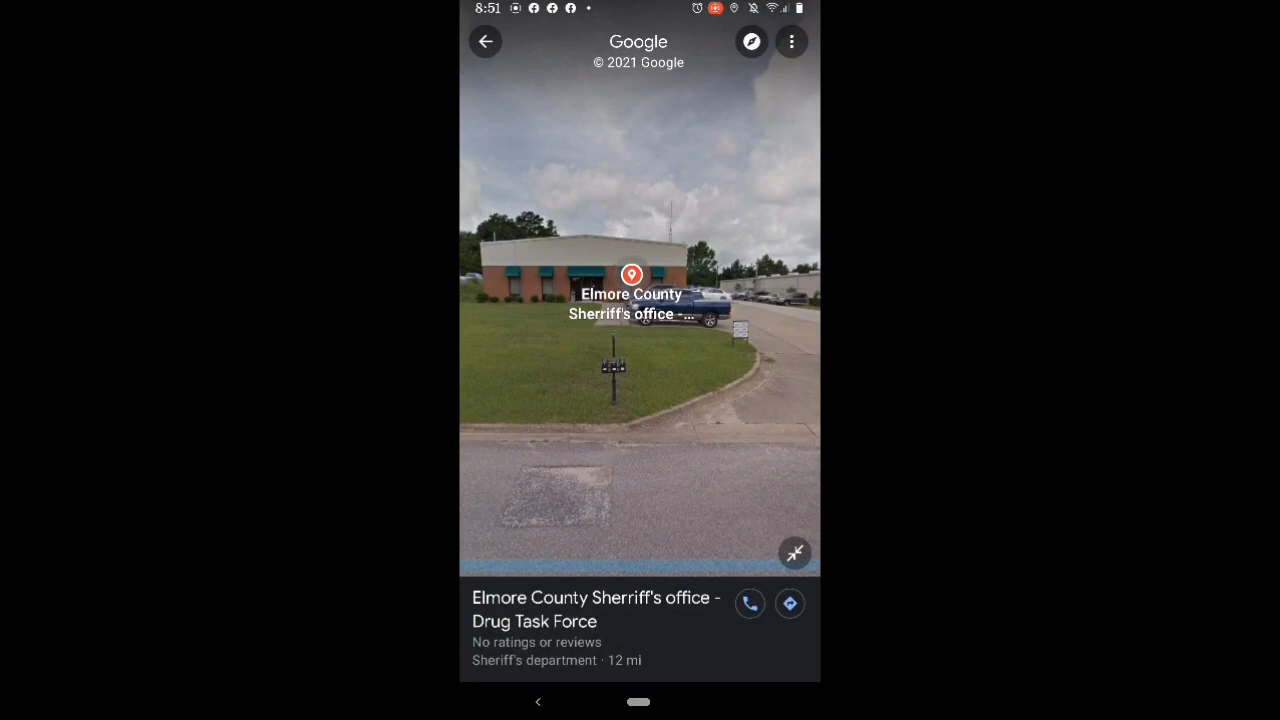 8:51
Google
© 2021 Google
Elmore County
Sherriff's office -...
Elmore County Sherriff's office -
Drug Task Force
No ratings or reviews
Sheriff's department · 12 mi